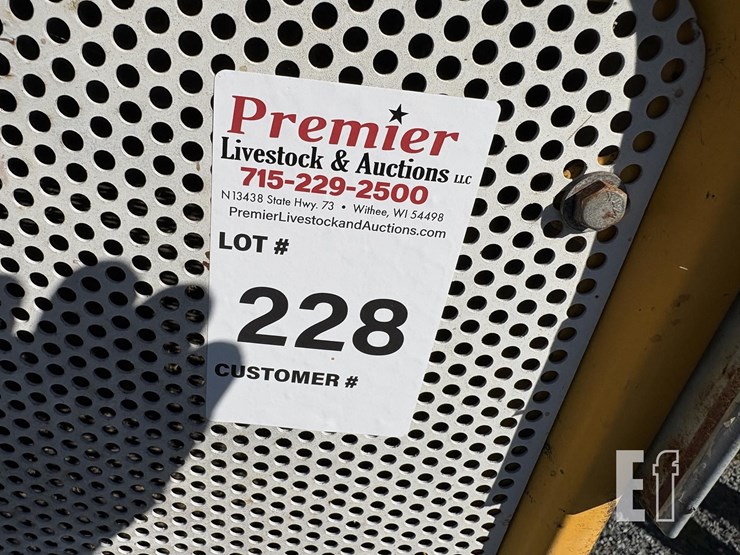 Premier
Livestock & Auctions LLC
715-229-2500
N13438 State Hwy. 73 • Withee, WI 54498
PremierLivestockandAuctions.com
LOT #
228
CUSTOMER #
Ef